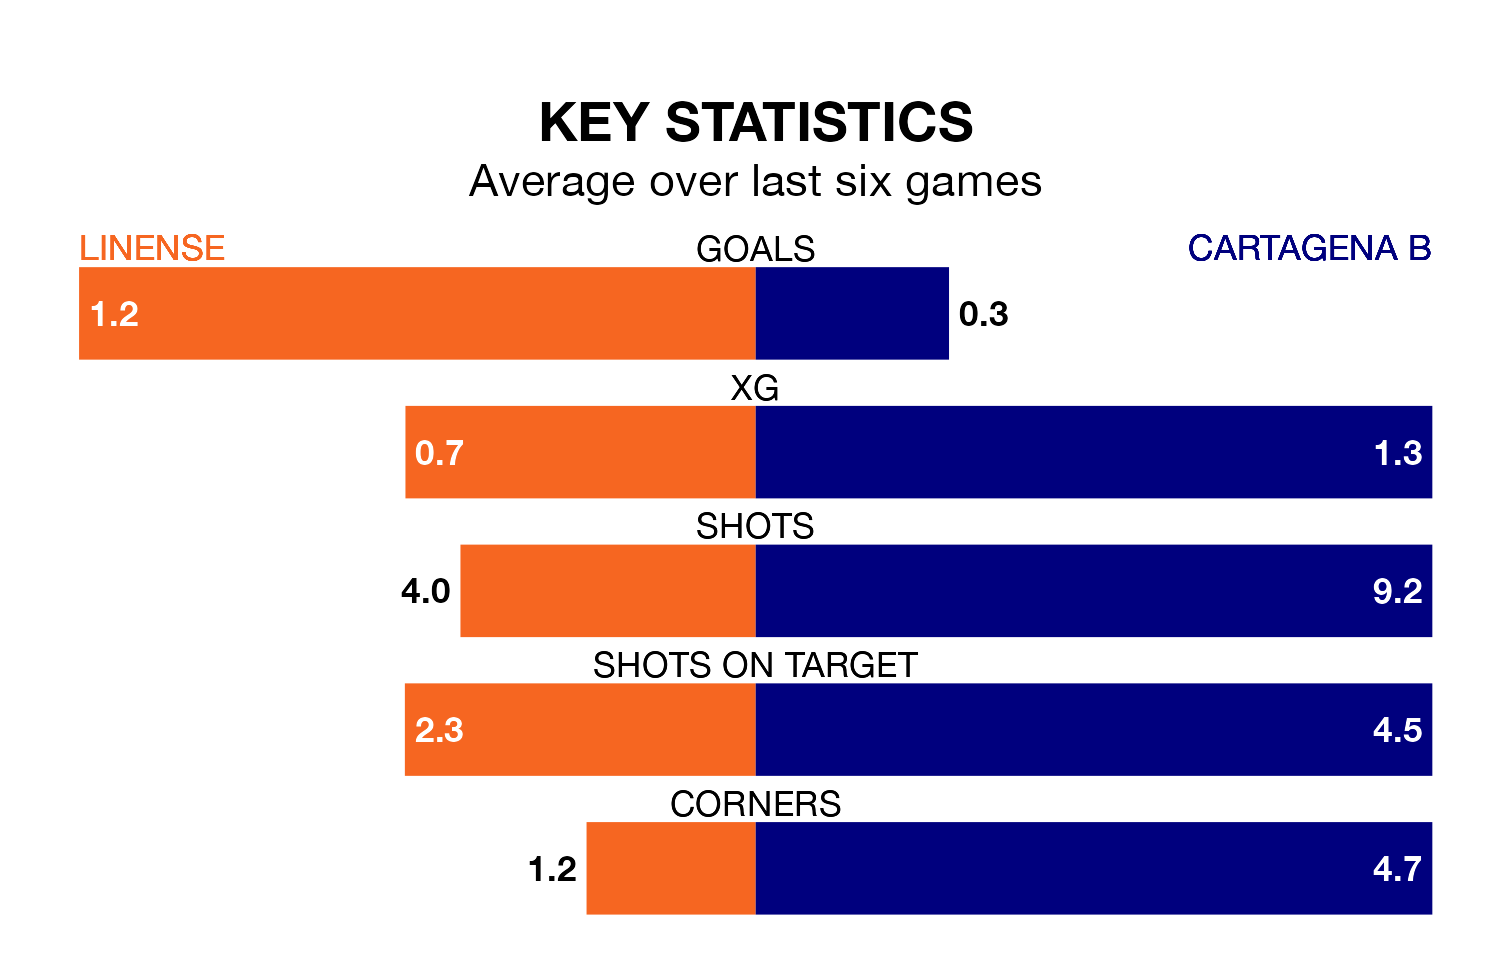 KEY STATISTICS
Average over last six games
LINENSE GOALS CARTAGENA B
1.2 0.3
XG
0.7 1.3
SHOTS
4.0 9.2
SHOTS ON TARGET
2.3 4.5
CORNERS
1.2 4.7